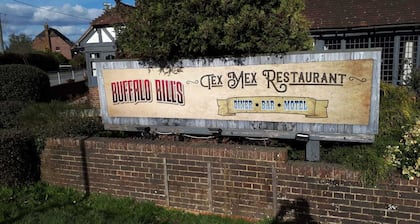 BUFFALO BILL'S
TEX MEX RESTAURANT
DINER · BAR · MOTEL